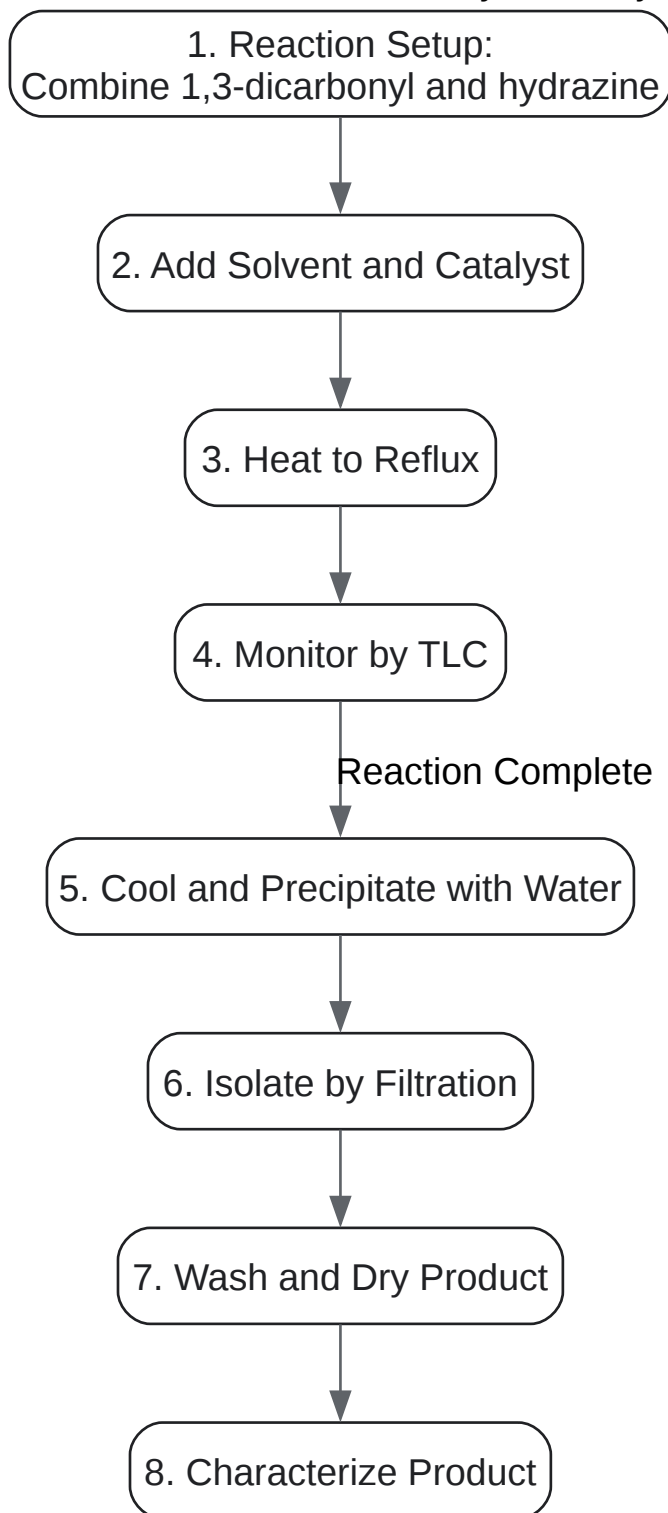 1. Reaction Setup:
Combine 1,3-dicarbonyl and hydrazine
2. Add Solvent and Catalyst
3. Heat to Reflux
4. Monitor by TLC
Reaction Complete
5. Cool and Precipitate with Water
6. Isolate by Filtration
7. Wash and Dry Product
8. Characterize Product